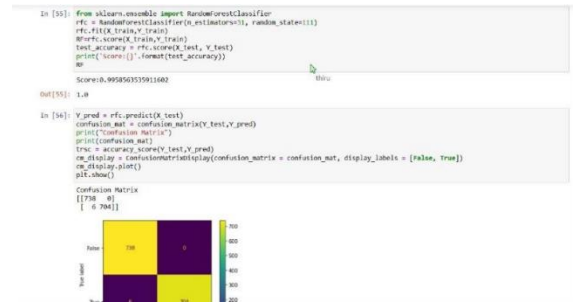 In [55]: from sklearn.ensemble import RandomForestClassifier
rfc = RandomForestClassifier(n_estimators=31, random_state=111)
rfc.fit(X_train,Y_train)
RF=rfc.score(X_train,Y_train)
test_accuracy = rfc.score(X_test, Y_test)
print('Score:{}'.format(test_accuracy))
RF
thiru
Score:0.9958563535911602
Out[55]: 1.0
In [56]: Y_pred = rfc.predict(X_test)
confusion_mat = confusion_matrix(Y_test,Y_pred)
print("Confusion Matrix")
print(confusion_mat)
trsc = accuracy_score(Y_test,Y_pred)
cm_display = ConfusionMatrixDisplay(confusion_matrix = confusion_mat, display_labels = [False, True])
cm_display.plot()
plt.show()
Confusion Matrix
[[738 0]
[ 6 704]]
700
600
False
738
0
500
400
True label
300
200